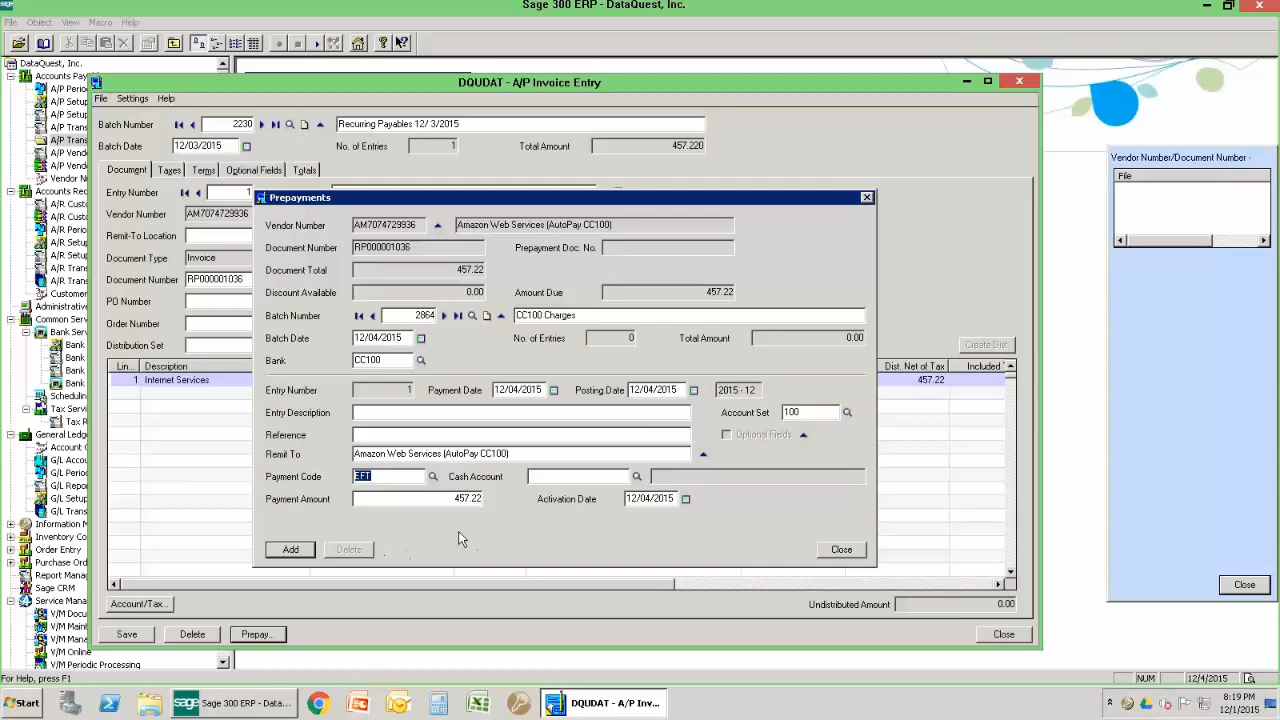 Sage 300 ERP - DataQuest, Inc.
File Object View Macro Help
DataQuest, Inc.
Accounts Pay
A/P Perio
A/P Setup
A/P Setup
A/P Trans
A/P Trans
A/P Vend
A/P Vend
Vendor N
Accounts Rec
A/R Custo
A/R Custo
A/R Perio
A/R Setup
A/R Setup
A/R Trans
A/R Trans
Customer
Administrative
Common Serv
Bank Serv
Bank
Bank
Bank
Bank
Scheduling
Tax Servi
Tax R
General Ledge
Account
G/L Acco
G/L Perio
G/L Repor
G/L Setup
G/L Trans
Information M
Inventory Co
Order Entry
Purchase Ord
Report Manag
Sage CRM
Service Mana
V/M Docu
V/M Maint
V/M Mana
V/M Online
V/M Periodic Processing
DQUDAT - A/P Invoice Entry
File Settings Help
Batch Number 2230 Recurring Payables 12/ 3/2015
Batch Date 12/03/2015 No. of Entries 1 Total Amount 457.220
Document Taxes Terms Optional Fields Totals
Entry Number 1
Vendor Number AM7074729936
Remit-To Location
Document Type Invoice
Document Number RP000001036
PO Number
Order Number
Distribution Set Create Dist.
Lin... Description Dist. Net of Tax Included
1 Internet Services 457.22
Account/Tax... Undistributed Amount 0.00
Save Delete Prepay... Close
Prepayments
Vendor Number AM7074729936 Amazon Web Services (AutoPay CC100)
Document Number RP000001036 Prepayment Doc. No.
Document Total 457.22
Discount Available 0.00 Amount Due 457.22
Batch Number 2864 CC100 Charges
Batch Date 12/04/2015 No. of Entries 0 Total Amount 0.00
Bank CC100
Entry Number 1 Payment Date 12/04/2015 Posting Date 12/04/2015 2015 - 12
Entry Description Account Set 100
Reference Optional Fields
Remit To Amazon Web Services (AutoPay CC100)
Payment Code EFT Cash Account
Payment Amount 457.22 Activation Date 12/04/2015
Add Delete Close
Vendor Number/Document Number -
File
Close
For Help, press F1 NUM 12/4/2015
Start sage Sage 300 ERP - Data... DQUDAT - A/P Inv... 8:19 PM
12/1/2015